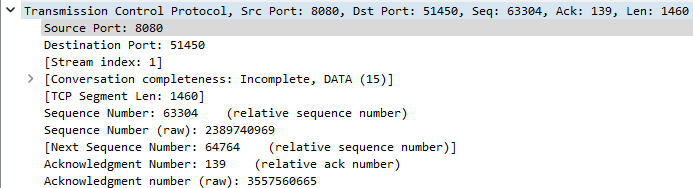 Transmission Control Protocol, Src Port: 8080, Dst Port: 51450, Seq: 63304, Ack: 139, Len: 1460
Source Port: 8080
Destination Port: 51450
[Stream index: 1]
[Conversation completeness: Incomplete, DATA (15)]
[TCP Segment Len: 1460]
Sequence Number: 63304    (relative sequence number)
Sequence Number (raw): 2389740969
[Next Sequence Number: 64764    (relative sequence number)]
Acknowledgment Number: 139    (relative ack number)
Acknowledgment number (raw): 3557560665